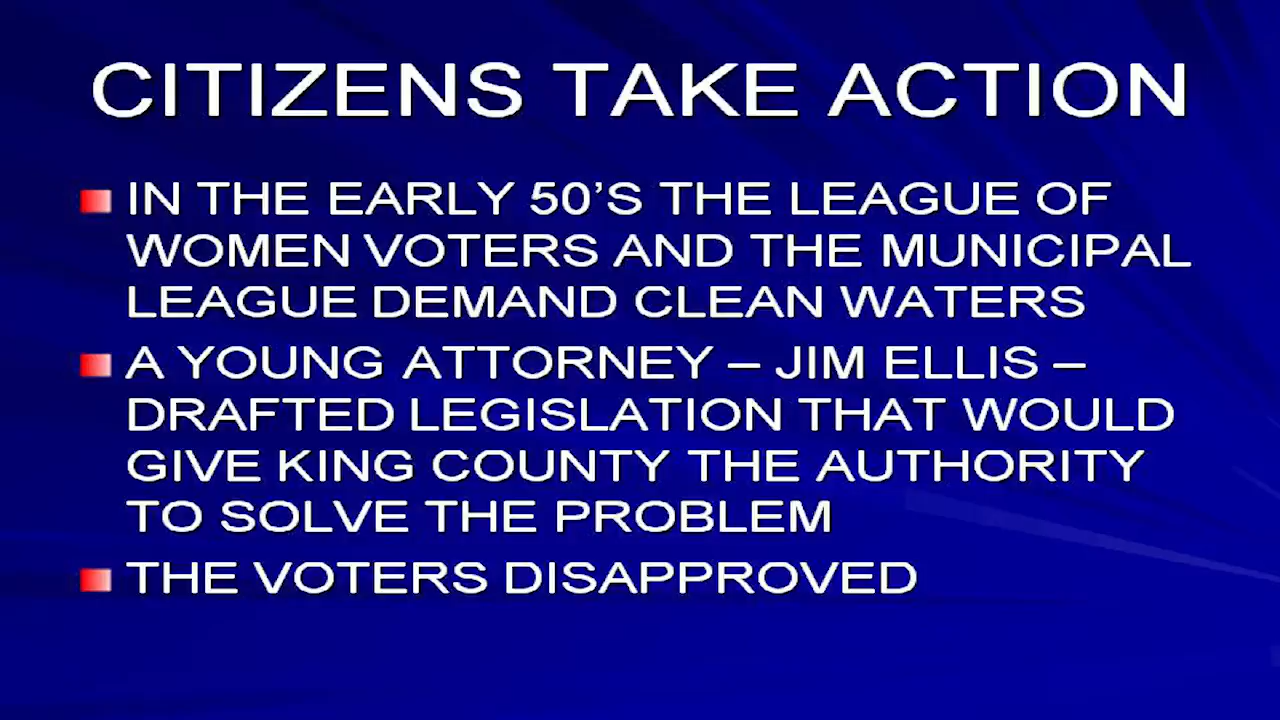 CITIZENS TAKE ACTION
IN THE EARLY 50’S THE LEAGUE OF
WOMEN VOTERS AND THE MUNICIPAL
LEAGUE DEMAND CLEAN WATERS
A YOUNG ATTORNEY – JIM ELLIS –
DRAFTED LEGISLATION THAT WOULD
GIVE KING COUNTY THE AUTHORITY
TO SOLVE THE PROBLEM
THE VOTERS DISAPPROVED